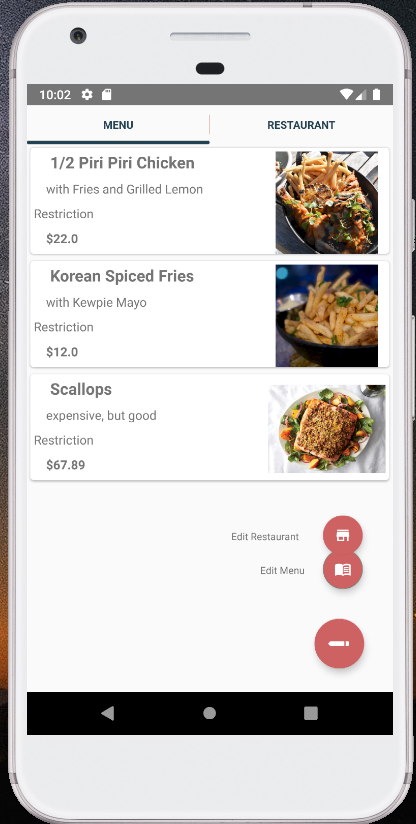 10:02
MENU
RESTAURANT
1/2 Piri Piri Chicken
with Fries and Grilled Lemon
Restriction
$22.0
Korean Spiced Fries
with Kewpie Mayo
Restriction
$12.0
Scallops
expensive, but good
Restriction
$67.89
Edit Restaurant
Edit Menu